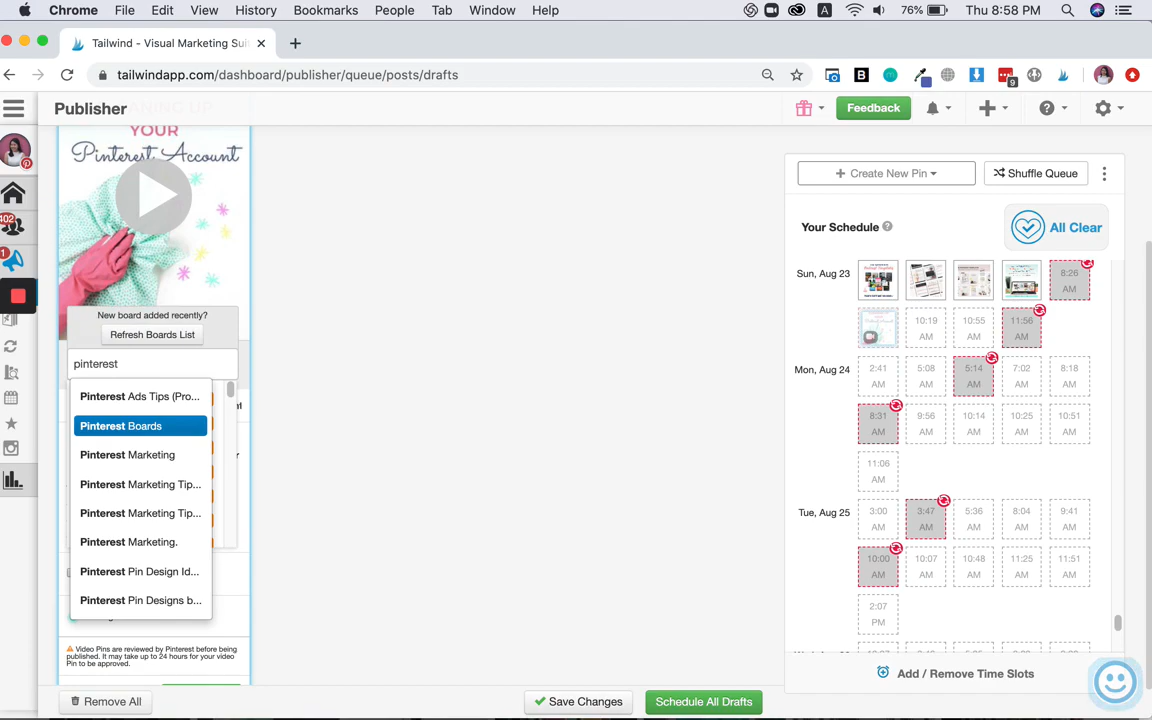 Chrome File Edit View History Bookmarks People Tab Window Help
A 76% Thu 8:58 PM
Tailwind - Visual Marketing Sui
tailwindapp.com/dashboard/publisher/queue/posts/drafts
B 9
Publisher
Feedback
402
1
YOUR
Pinterest Account
New board added recently?
Refresh Boards List
pinterest
Pinterest Ads Tips (Pro...
Pinterest Boards
Pinterest Marketing
Pinterest Marketing Tip...
Pinterest Marketing Tip...
Pinterest Marketing.
Pinterest Pin Design Id...
Pinterest Pin Designs b...
Video Pins are reviewed by Pinterest before being
published. It may take up to 24 hours for your video
Pin to be approved.
Remove All
Save Changes
Schedule All Drafts
Create New Pin
Shuffle Queue
Your Schedule
All Clear
Sun, Aug 23
8:26 AM
10:19 AM 10:55 AM 11:56 AM
Mon, Aug 24
2:41 AM 5:08 AM 5:14 AM 7:02 AM 8:18 AM
8:31 AM 9:56 AM 10:14 AM 10:25 AM 10:51 AM
11:06 AM
Tue, Aug 25
3:00 AM 3:47 AM 5:36 AM 8:04 AM 9:41 AM
10:00 AM 10:07 AM 10:48 AM 11:25 AM 11:51 AM
2:07 PM
Add / Remove Time Slots